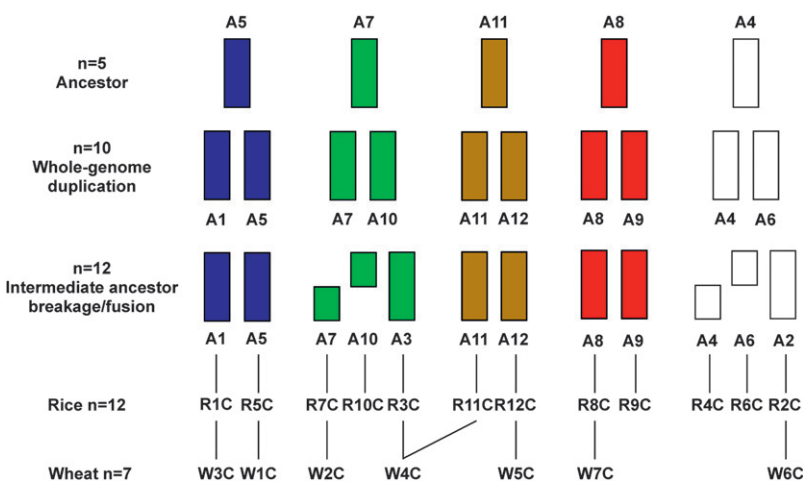 A5 A7 A11 A8 A4
n=5
Ancestor
n=10
Whole-genome
duplication
A1 A5 A7 A10 A11 A12 A8 A9 A4 A6
n=12
Intermediate ancestor
breakage/fusion
A1 A5 A7 A10 A3 A11 A12 A8 A9 A4 A6 A2
Rice n=12 R1C R5C R7C R10C R3C R11C R12C R8C R9C R4C R6C R2C
Wheat n=7 W3C W1C W2C W4C W5C W7C W6C